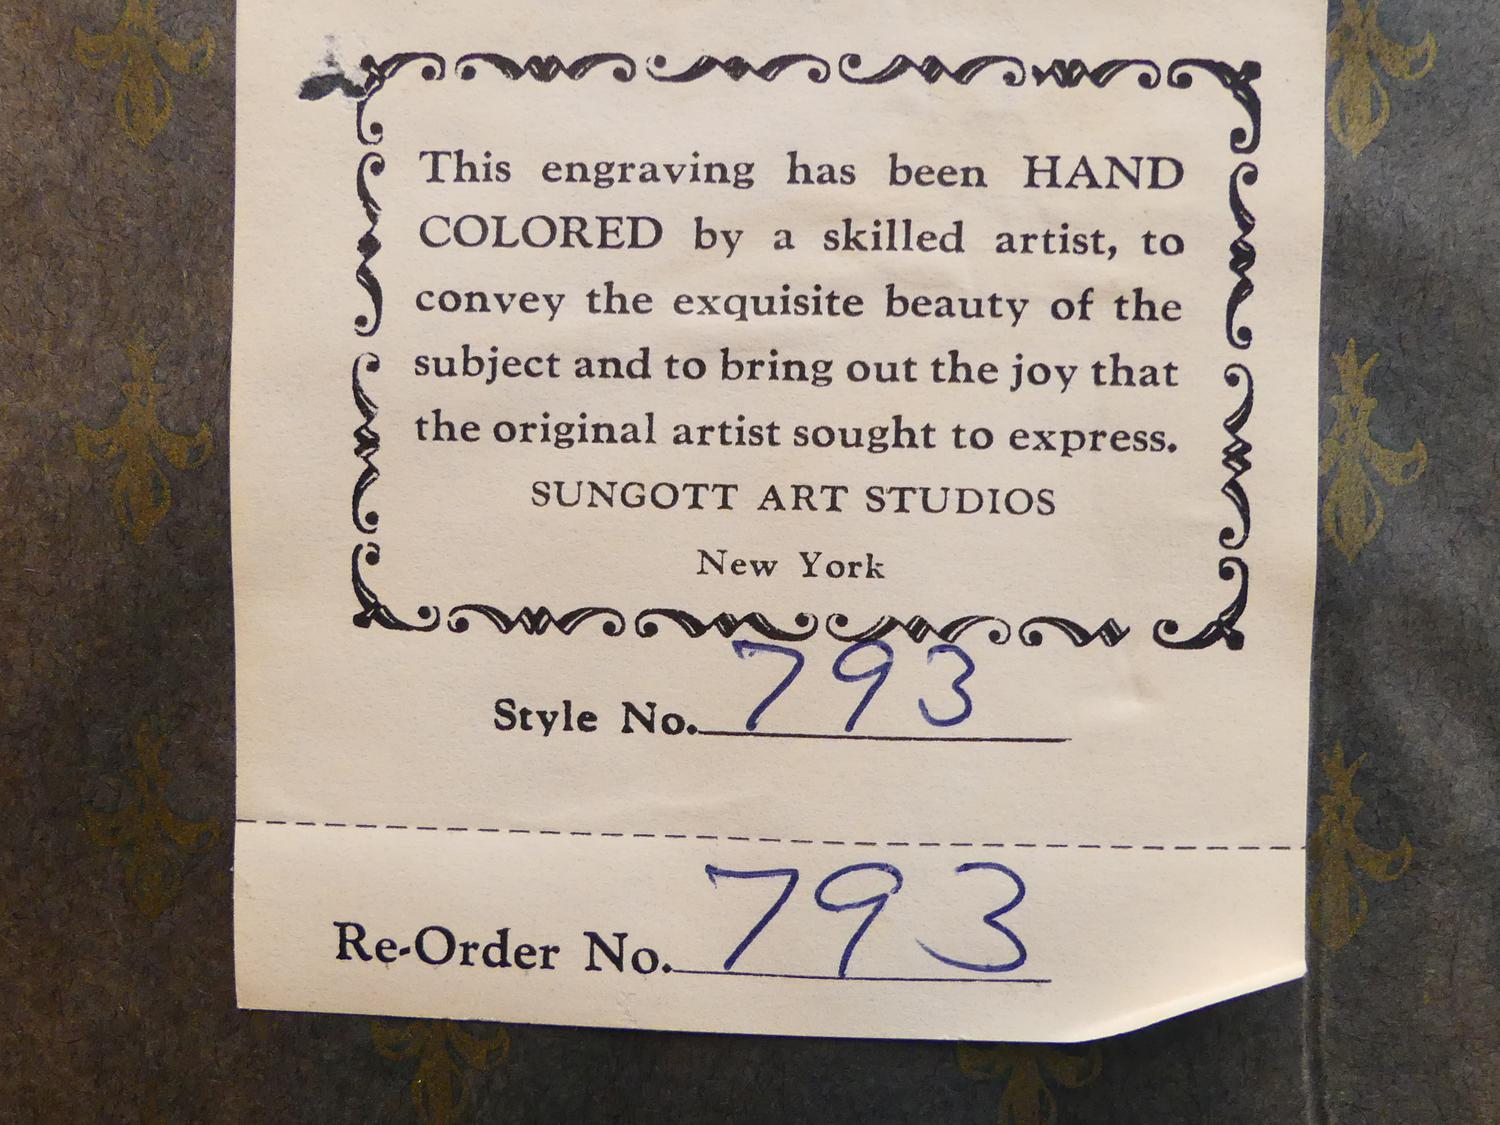 This engraving has been HAND
COLORED by a skilled artist, to
convey the exquisite beauty of the
subject and to bring out the joy that
the original artist sought to express.
SUNGOTT ART STUDIOS
New York
Style No. 793
Re-Order No. 793